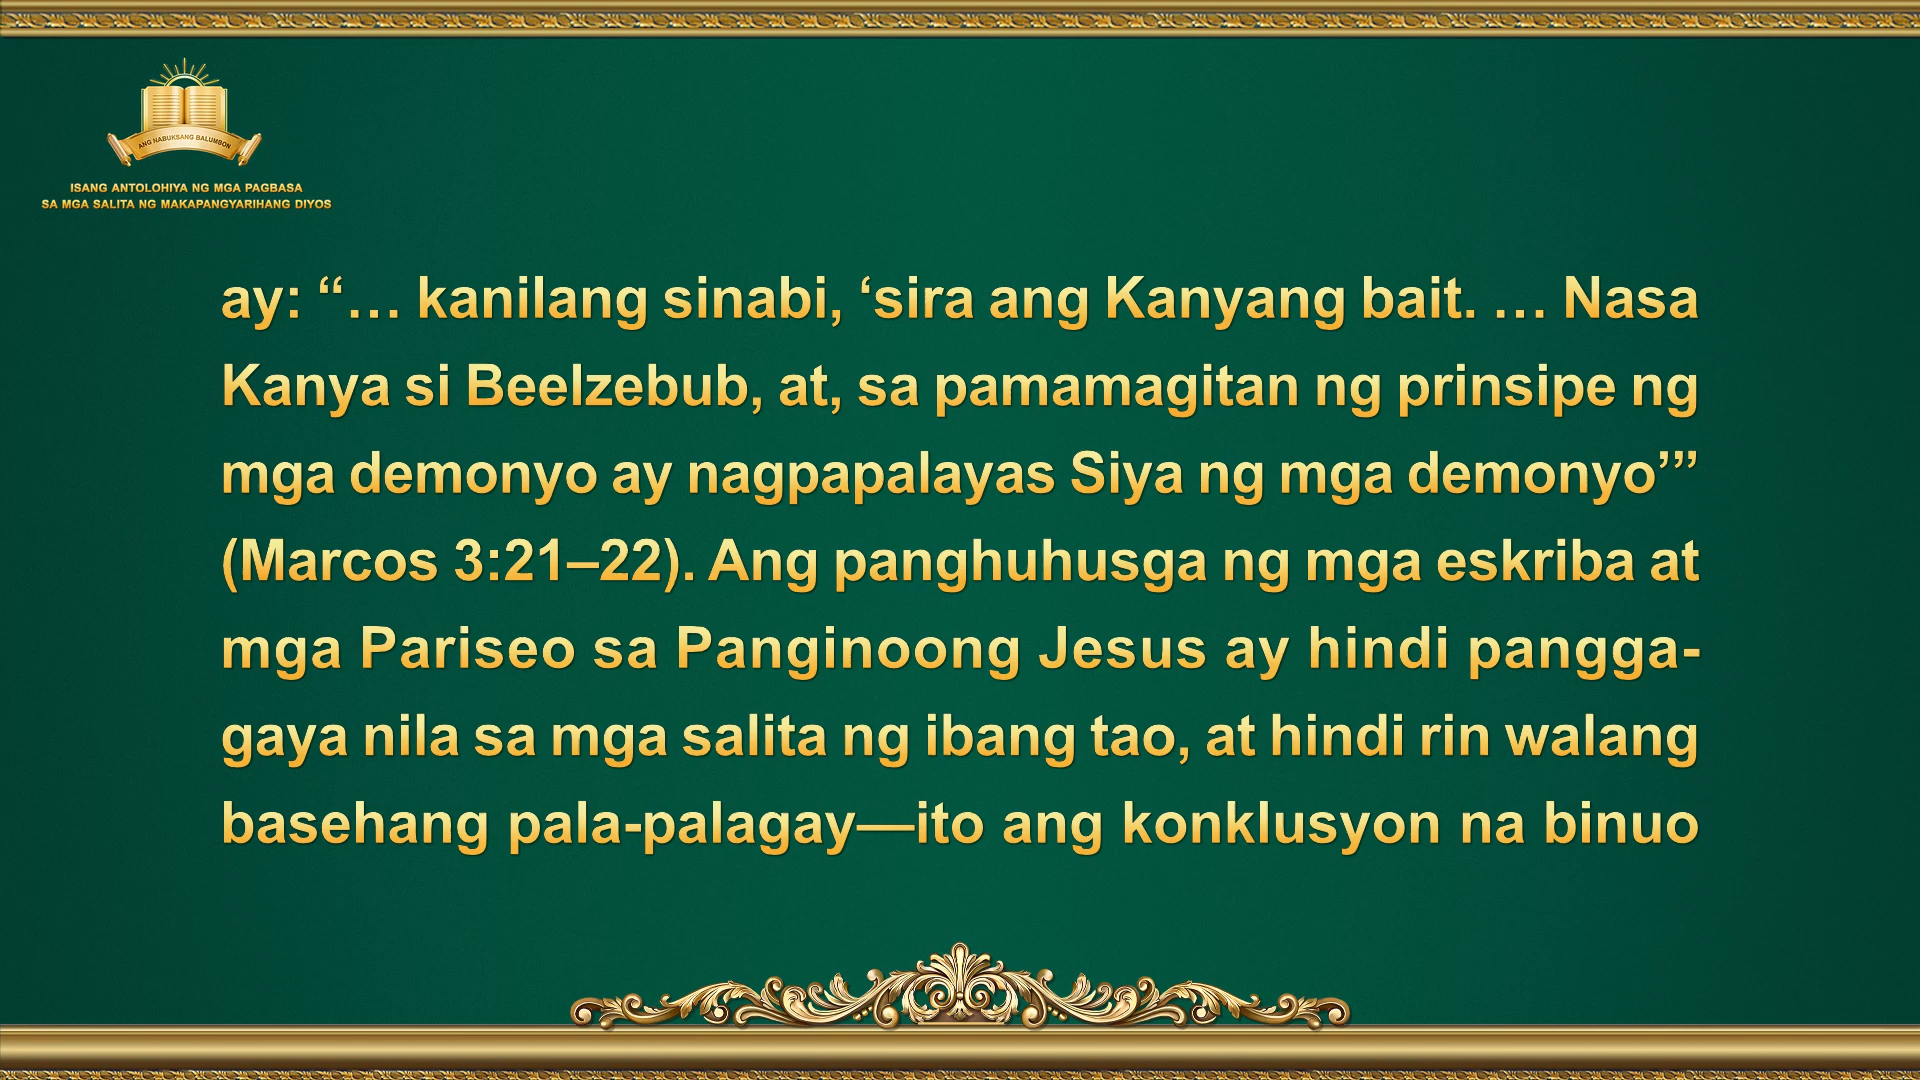 ANG NABUKSANG BALUMBON
ISANG ANTOLOHIYA NG MGA PAGBASA
SA MGA SALITA NG MAKAPANGYARIHANG DIYOS
ay: “… kanilang sinabi, ‘sira ang Kanyang bait. … Nasa
Kanya si Beelzebub, at, sa pamamagitan ng prinsipe ng
mga demonyo ay nagpapalayas Siya ng mga demonyo’”
(Marcos 3:21–22). Ang panghuhusga ng mga eskriba at
mga Pariseo sa Panginoong Jesus ay hindi pangga-
gaya nila sa mga salita ng ibang tao, at hindi rin walang
basehang pala-palagay—ito ang konklusyon na binuo